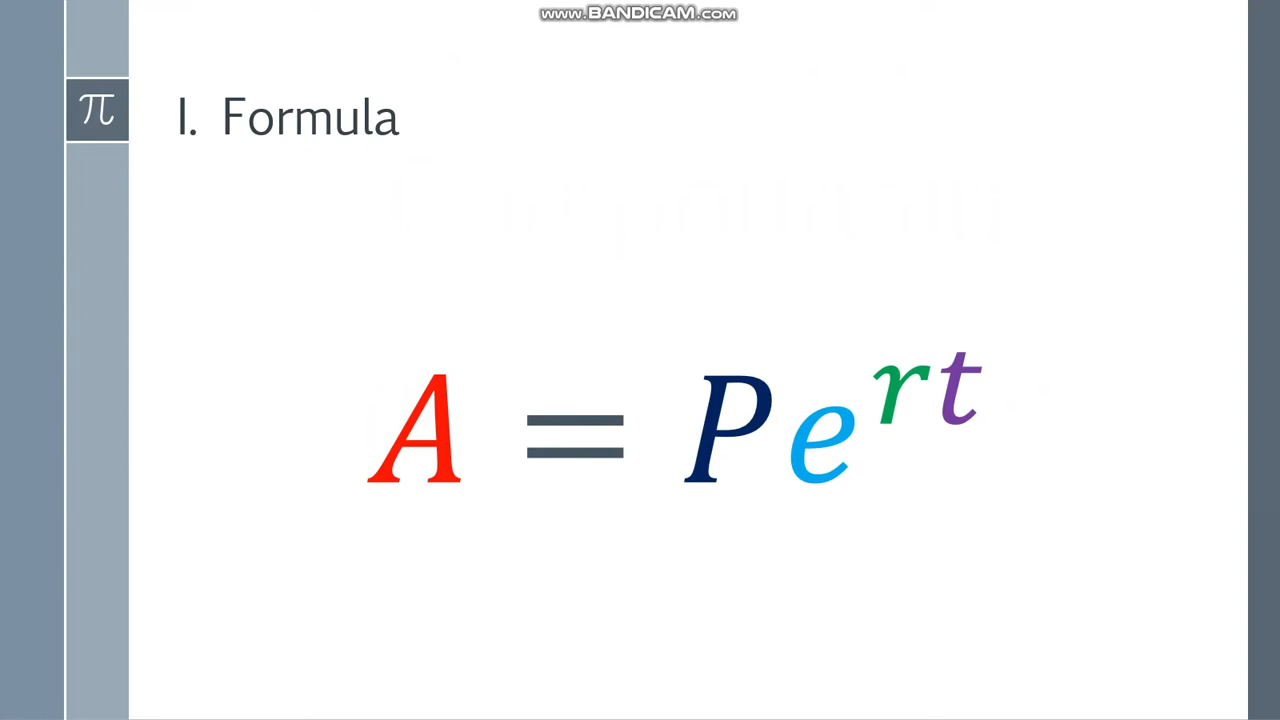 www.BANDICAM.com
π
I. Formula
A = Pe^{rt}